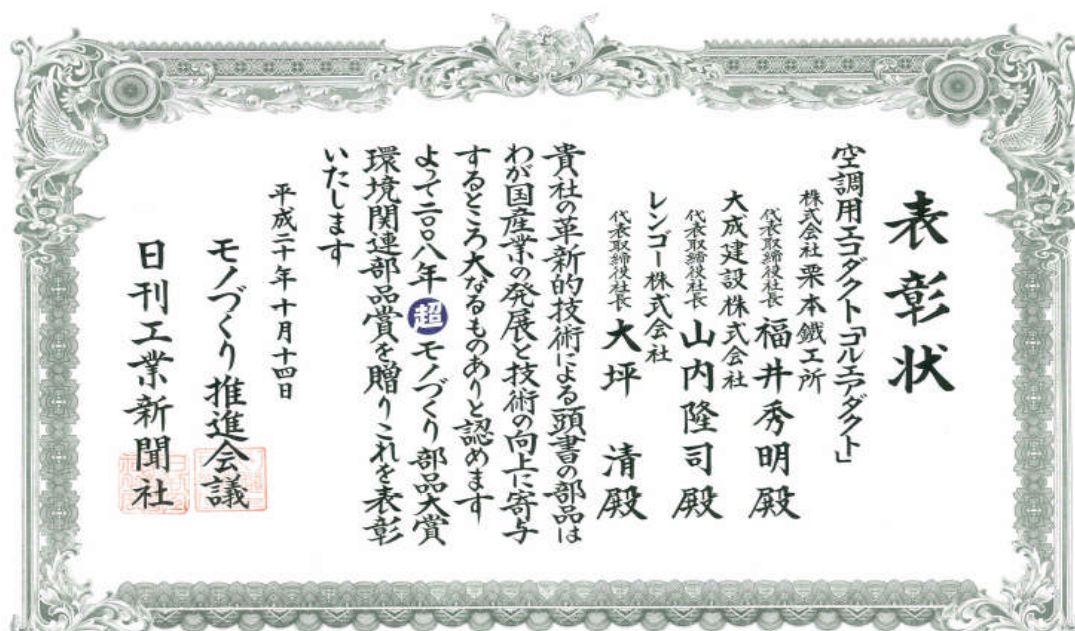 表彰状
空調用エコダクト「コルエアダクト」
株式会社 栗本鐵工所
代表取締役社長 福井秀明殿
大成建設株式会社
代表取締役社長 山内隆司殿
レンゴー株式会社
代表取締役社長 大坪 清殿
貴社の革新的技術による頭書の部品は
わが国産業の発展と技術の向上に寄与
するところ大なるものありと認めます
よって二〇〇八年超モノづくり部品大賞
環境関連部品賞を贈りこれを表彰
いたします
平成二十年十月十四日
モノづくり推進会議
日刊工業新聞社